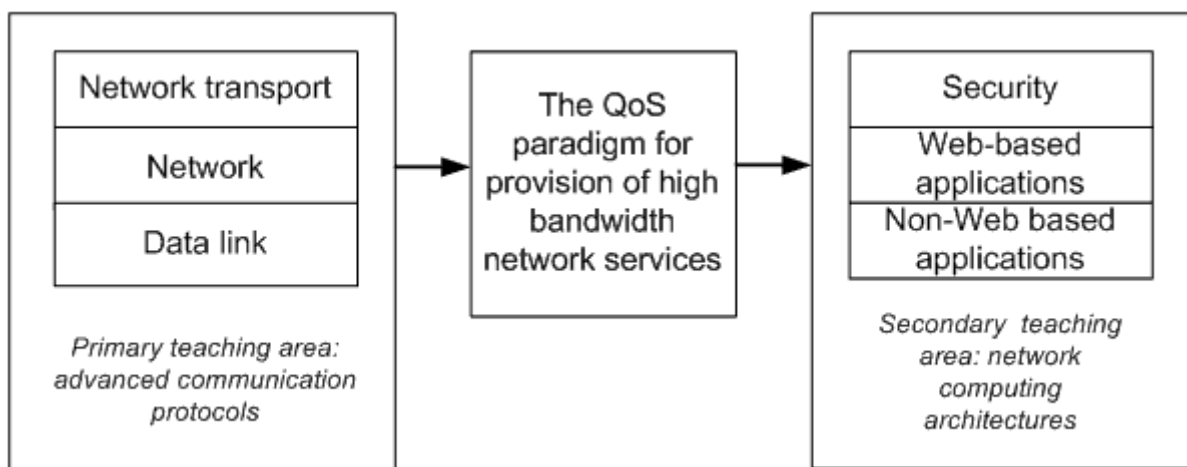 Network transport
Network
Data link
Primary teaching area:
advanced communication
protocols
The QoS
paradigm for
provision of high
bandwidth
network services
Security
Web-based
applications
Non-Web based
applications
Secondary teaching
area: network
computing
architectures